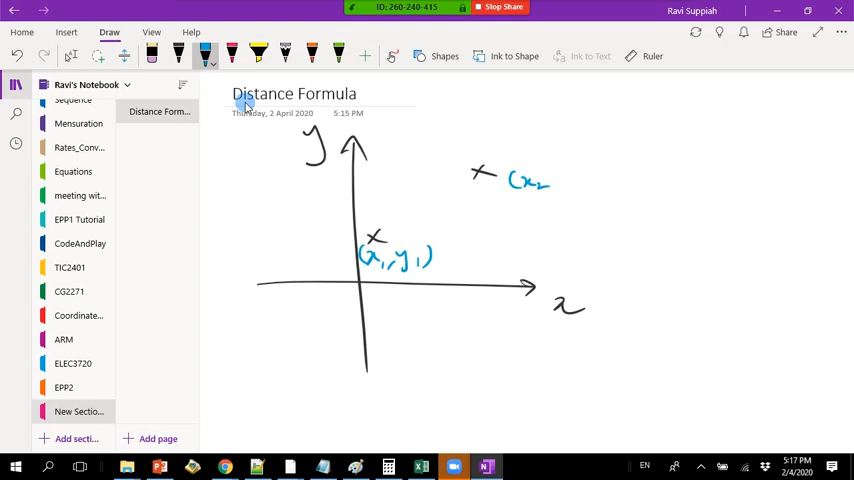 ID: 260-240-415
Stop Share
Ravi Suppiah
Home Insert Draw View Help
Share
Shapes
Ink to Shape
Ink to Text
Ruler
Ravi's Notebook
Sequence
Mensuration
Rates_Conv...
Equations
meeting wit...
EPP1 Tutorial
CodeAndPlay
TIC2401
CG2271
Coordinate...
ARM
ELEC3720
EPP2
New Sectio...
Add secti...
Distance Form...
Add page
Distance Formula
Thursday, 2 April 2020 5:15 PM
y
(x2
(x1, y1)
x
EN
5:17 PM
2/4/2020